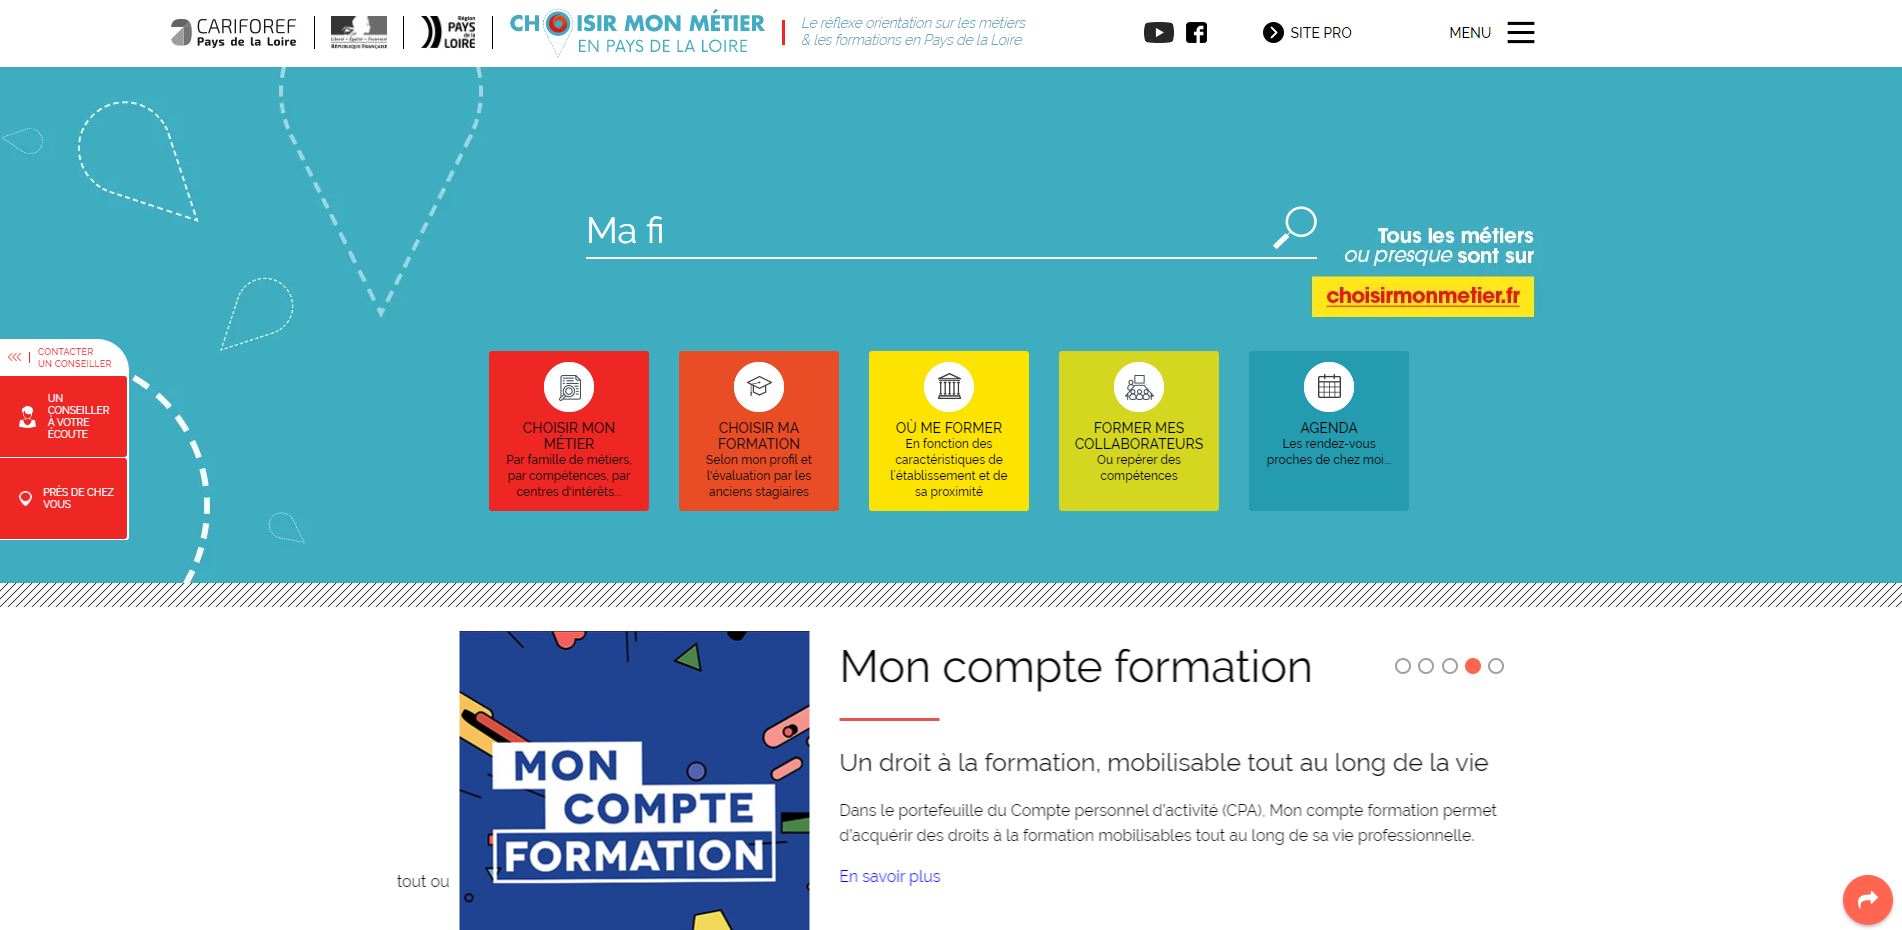 CARIFOREF
Pays de la Loire
Liberté • Égalité • Fraternité
RÉPUBLIQUE FRANÇAISE
Région
PAYS
de la
LOIRE
CH ISIR MON MÉTIER
EN PAYS DE LA LOIRE
Le réflexe orientation sur les métiers
& les formations en Pays de la Loire
SITE PRO
MENU
Ma fi
Tous les métiers
ou presque sont sur
choisirmonmetier.fr
CONTACTER
UN CONSEILLER
UN
CONSEILLER
À VOTRE
ÉCOUTE
PRÈS DE CHEZ
VOUS
CHOISIR MON
MÉTIER
Par famille de métiers,
par compétences, par
centres d'intérêts...
CHOISIR MA
FORMATION
Selon mon profil et
l'évaluation par les
anciens stagiaires
OÙ ME FORMER
En fonction des
caractéristiques de
l'établissement et de
sa proximité
FORMER MES
COLLABORATEURS
Ou repérer des
compétences
AGENDA
Les rendez-vous
proches de chez moi...
tout ou
MON
COMPTE
FORMATION
Mon compte formation
Un droit à la formation, mobilisable tout au long de la vie
Dans le portefeuille du Compte personnel d'activité (CPA), Mon compte formation permet
d'acquérir des droits à la formation mobilisables tout au long de sa vie professionnelle.
En savoir plus